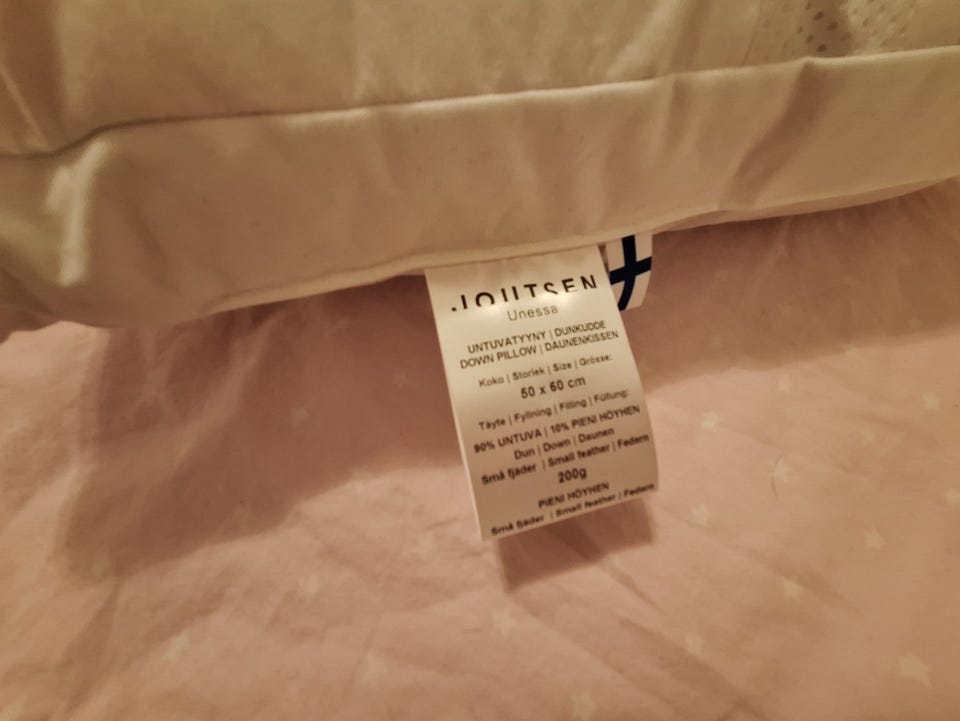 JOUTSEN
Unessa
UNTUVATYYNY | DUNKUDDE
DOWN PILLOW | DAUNENKISSEN
Koko | Storlek | Size | Grösse:
50 x 60 cm
Täyte | Fyllning | Filling | Füllung:
90% UNTUVA | 10% PIENI HÖYHEN
Dun | Down | Daunen
Små fjäder | Small feather | Federn
200g
PIENI HÖYHEN
Små fjäder | Small feather | Federn